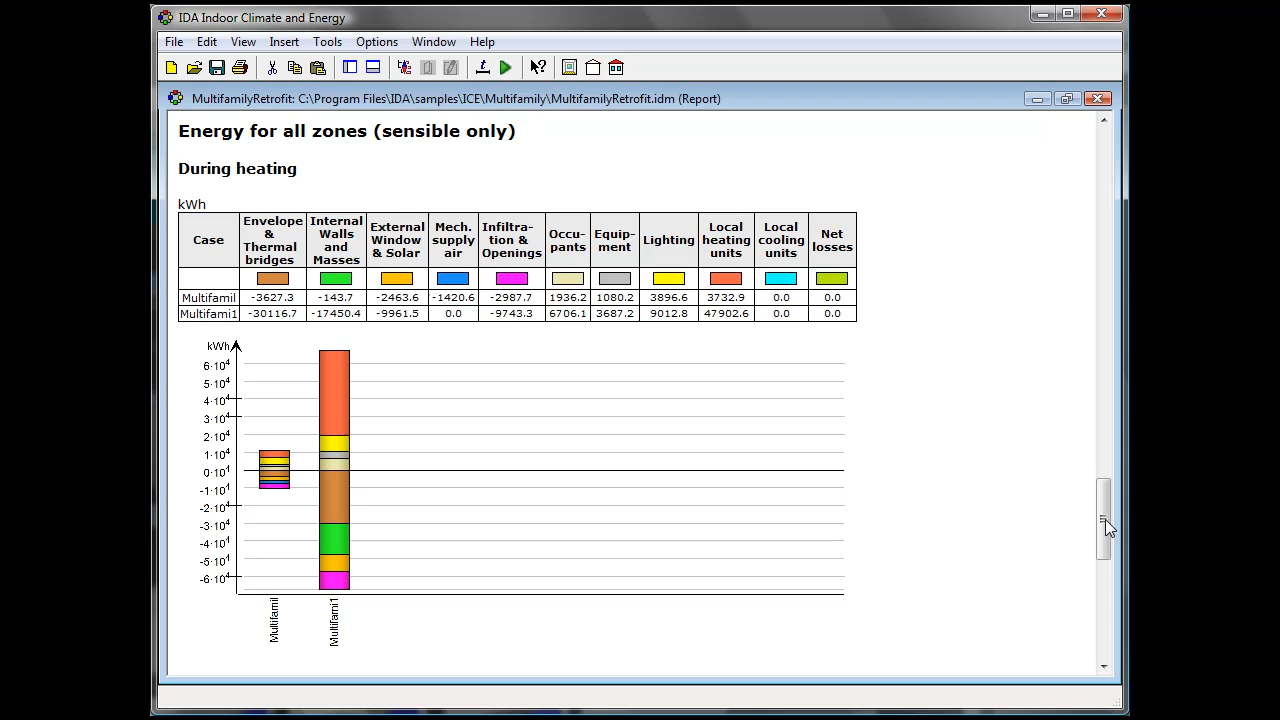 IDA Indoor Climate and Energy
File Edit View Insert Tools Options Window Help
MultifamilyRetrofit: C:\Program Files\IDA\samples\ICE\Multifamily\MultifamilyRetrofit.idm (Report)
Energy for all zones (sensible only)
During heating
kWh
Case Envelope & Thermal bridges Internal Walls and Masses External Window & Solar Mech. supply air Infiltra-tion & Openings Occu-pants Equip-ment Lighting Local heating units Local cooling units Net losses
Multifamil -3627.3 -143.7 -2463.6 -1420.6 -2987.7 1936.2 1080.2 3896.6 3732.9 0.0 0.0
Multifami1 -30116.7 -17450.4 -9961.5 0.0 -9743.3 6706.1 3687.2 9012.8 47902.6 0.0 0.0
kWh
6·10⁴
5·10⁴
4·10⁴
3·10⁴
2·10⁴
1·10⁴
0·10⁴
-1·10⁴
-2·10⁴
-3·10⁴
-4·10⁴
-5·10⁴
-6·10⁴
Multifamil
Multifami1